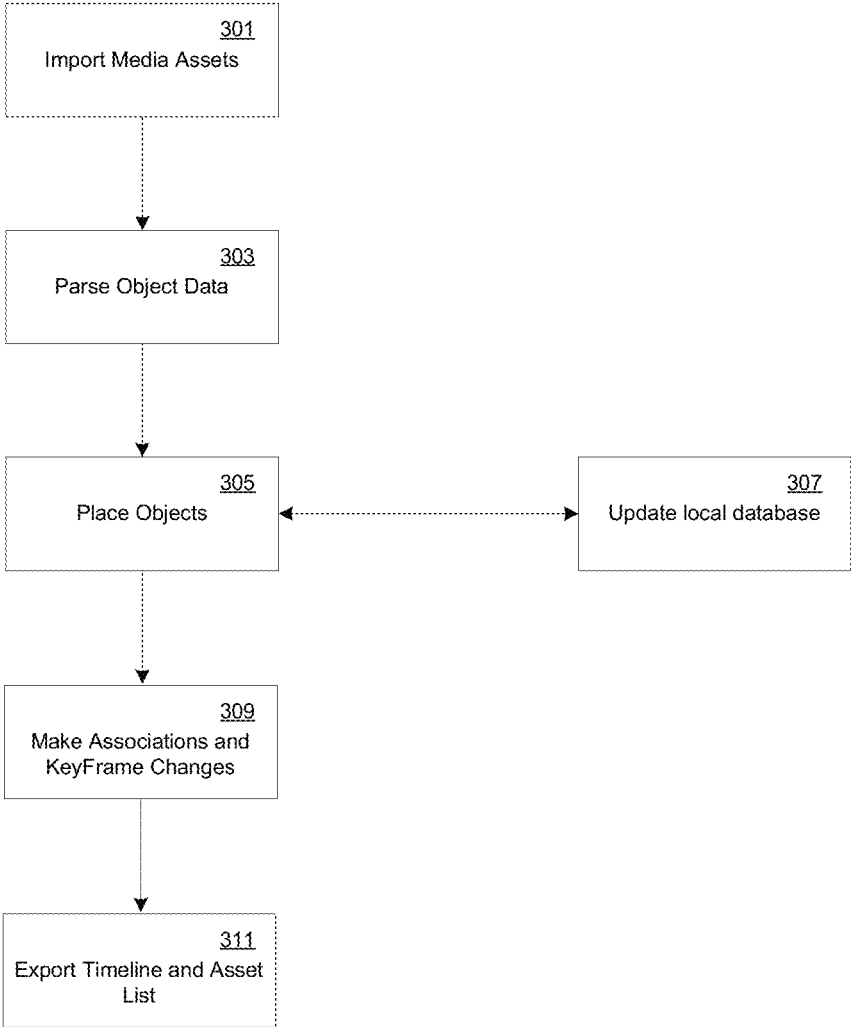 301
Import Media Assets
303
Parse Object Data
305
Place Objects
307
Update local database
309
Make Associations and
KeyFrame Changes
311
Export Timeline and Asset
List